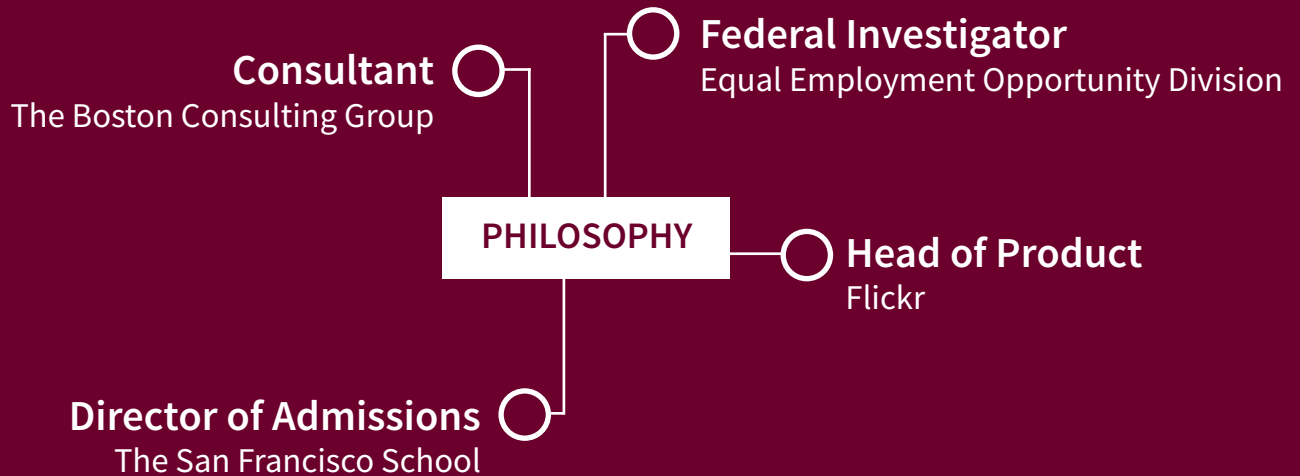 Federal Investigator
Equal Employment Opportunity Division
Consultant
The Boston Consulting Group
PHILOSOPHY
Head of Product
Flickr
Director of Admissions
The San Francisco School